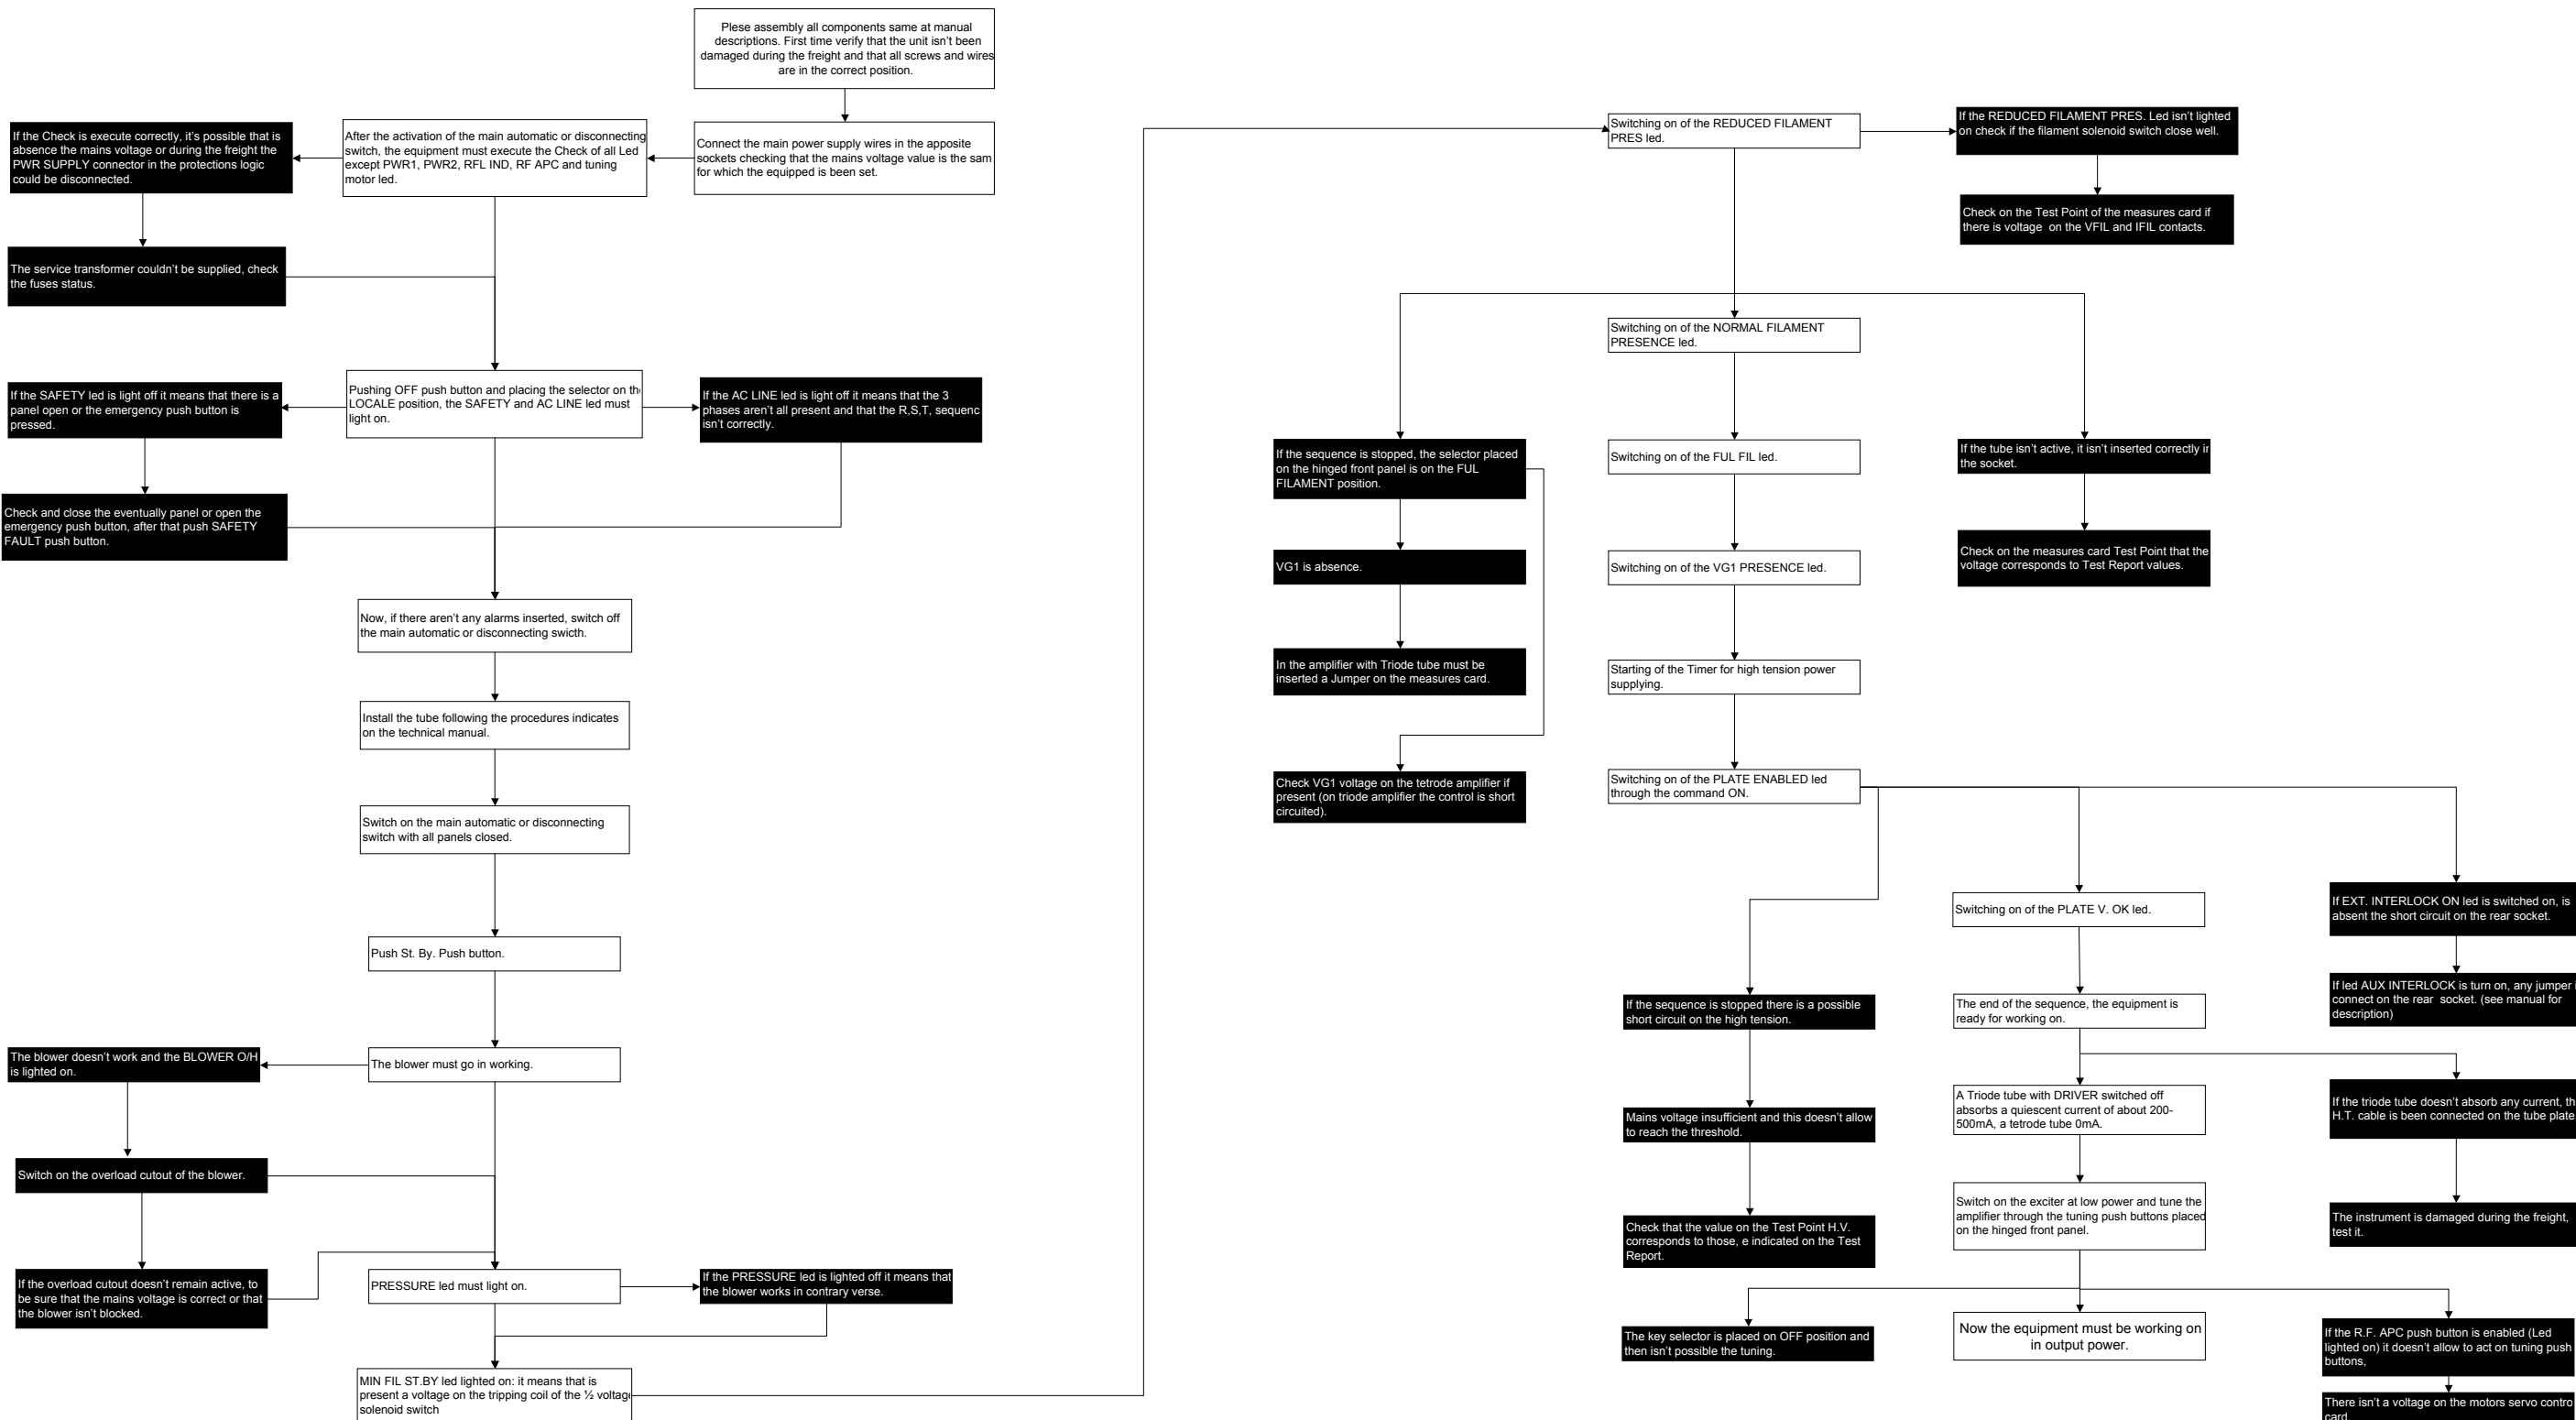 Plese assembly all components same at manual
descriptions. First time verify that the unit isn't been
damaged during the freight and that all screws and wires
are in the correct position.
Connect the main power supply wires in the apposite
sockets checking that the mains voltage value is the sam
for which the equipped is been set.
After the activation of the main automatic or disconnecting
switch, the equipment must execute the Check of all Led
except PWR1, PWR2, RFL IND, RF APC and tuning
motor led.
If the Check is execute correctly, it's possible that is
absence the mains voltage or during the freight the
PWR SUPPLY connector in the protections logic
could be disconnected.
The service transformer couldn't be supplied, check
the fuses status.
Pushing OFF push button and placing the selector on the
LOCALE position, the SAFETY and AC LINE led must
light on.
If the SAFETY led is light off it means that there is a
panel open or the emergency push button is
pressed.
If the AC LINE led is light off it means that the 3
phases aren't all present and that the R,S,T, sequenc
isn't correctly.
Check and close the eventually panel or open the
emergency push button, after that push SAFETY
FAULT push button.
Now, if there aren't any alarms inserted, switch off
the main automatic or disconnecting swicth.
Install the tube following the procedures indicates
on the technical manual.
Switch on the main automatic or disconnecting
switch with all panels closed.
Push St. By. Push button.
The blower must go in working.
The blower doesn't work and the BLOWER O/H
is lighted on.
Switch on the overload cutout of the blower.
If the overload cutout doesn't remain active, to
be sure that the mains voltage is correct or that
the blower isn't blocked.
PRESSURE led must light on.
If the PRESSURE led is lighted off it means that
the blower works in contrary verse.
MIN FIL ST.BY led lighted on: it means that is
present a voltage on the tripping coil of the ½ voltage
solenoid switch
Switching on of the REDUCED FILAMENT
PRES led.
If the REDUCED FILAMENT PRES. Led isn't lighted
on check if the filament solenoid switch close well.
Check on the Test Point of the measures card if
there is voltage on the VFIL and IFIL contacts.
Switching on of the NORMAL FILAMENT
PRESENCE led.
If the sequence is stopped, the selector placed
on the hinged front panel is on the FUL
FILAMENT position.
Switching on of the FUL FIL led.
If the tube isn't active, it isn't inserted correctly in
the socket.
VG1 is absence.
Switching on of the VG1 PRESENCE led.
Check on the measures card Test Point that the
voltage corresponds to Test Report values.
In the amplifier with Triode tube must be
inserted a Jumper on the measures card.
Starting of the Timer for high tension power
supplying.
Check VG1 voltage on the tetrode amplifier if
present (on triode amplifier the control is short
circuited).
Switching on of the PLATE ENABLED led
through the command ON.
Switching on of the PLATE V. OK led.
If EXT. INTERLOCK ON led is switched on, is
absent the short circuit on the rear socket.
If the sequence is stopped there is a possible
short circuit on the high tension.
The end of the sequence, the equipment is
ready for working on.
If led AUX INTERLOCK is turn on, any jumper i
connect on the rear socket. (see manual for
description)
Mains voltage insufficient and this doesn't allow
to reach the threshold.
A Triode tube with DRIVER switched off
absorbs a quiescent current of about 200-
500mA, a tetrode tube 0mA.
If the triode tube doesn't absorb any current, th
H.T. cable is been connected on the tube plate
Check that the value on the Test Point H.V.
corresponds to those, e indicated on the Test
Report.
Switch on the exciter at low power and tune the
amplifier through the tuning push buttons placed
on the hinged front panel.
The instrument is damaged during the freight,
test it.
The key selector is placed on OFF position and
then isn't possible the tuning.
Now the equipment must be working on
in output power.
If the R.F. APC push button is enabled (Led
lighted on) it doesn't allow to act on tuning push
buttons,
There isn't a voltage on the motors servo contro
card